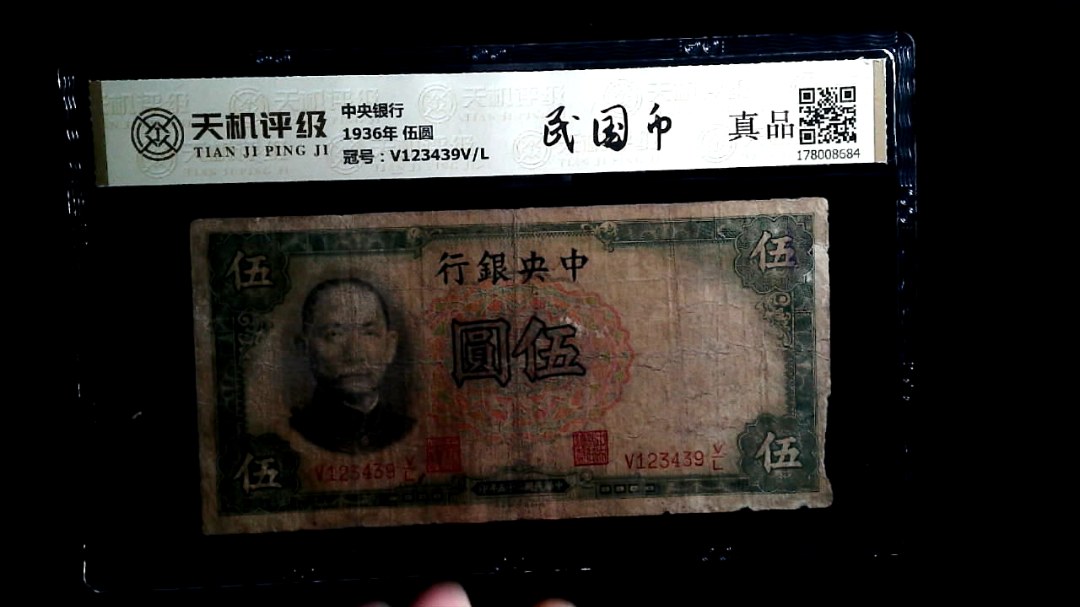 天机评级
TIAN JI PING JI
中央银行
1936年 伍圆
冠号：V123439V/L
民国币
真品
178008684
伍
行銀央中
伍
圓伍
V123439 V/L
V123439 V/L
伍
伍